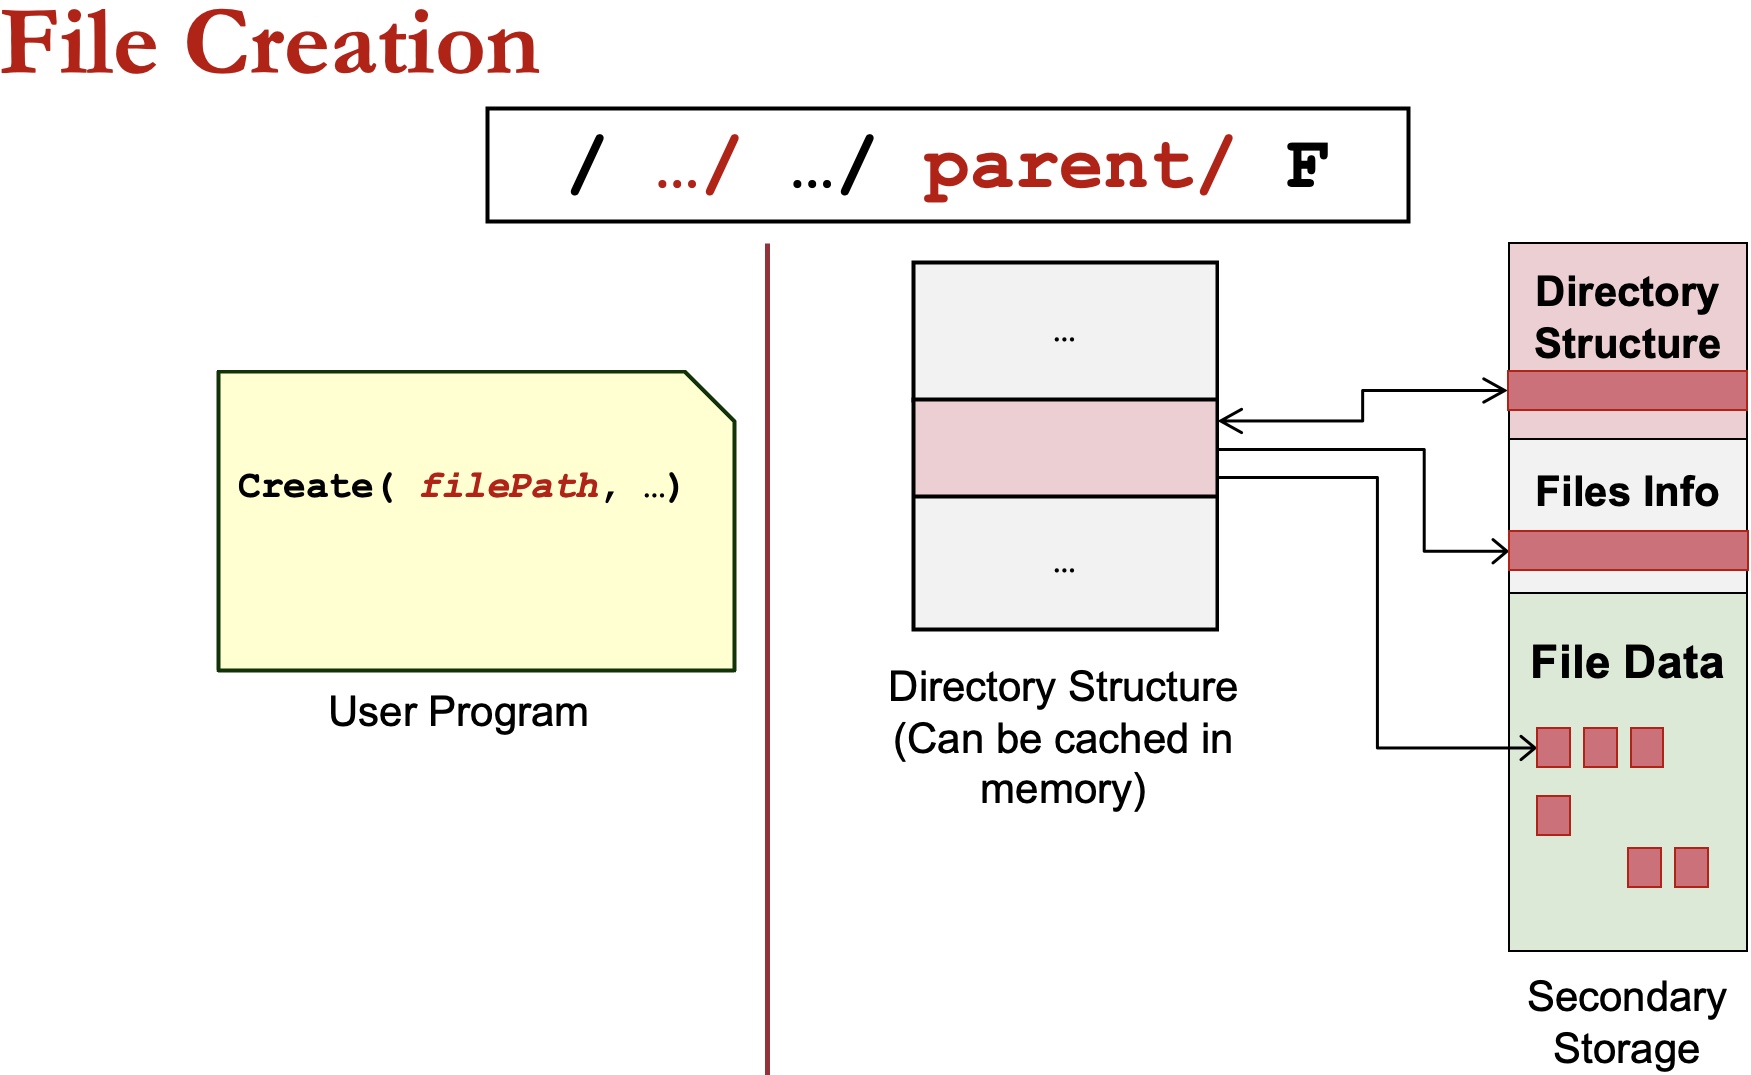 File Creation
/ …/ …/ parent/ F
Create( filePath, …)
User Program
…
…
Directory Structure
(Can be cached in
memory)
Directory
Structure
Files Info
File Data
Secondary
Storage